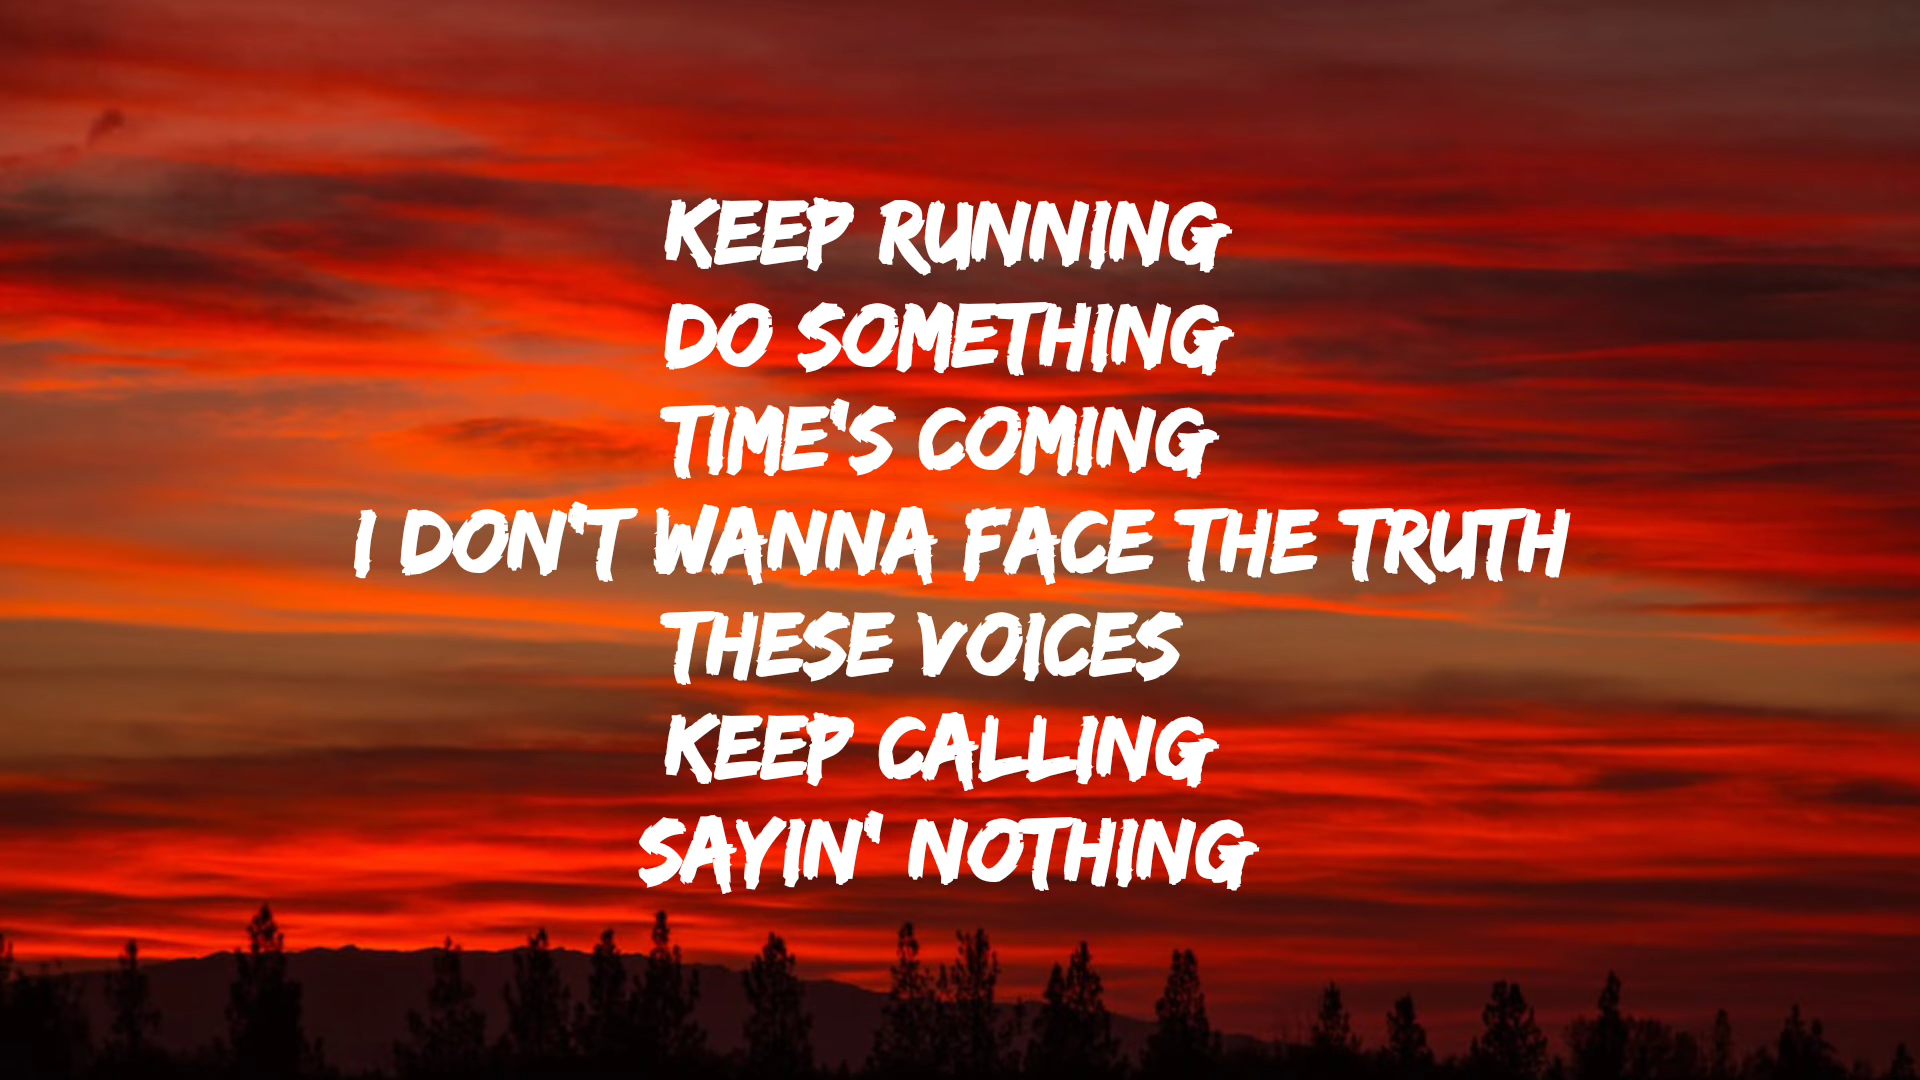 KEEP RUNNING
DO SOMETHING
TIME'S COMING
I DON'T WANNA FACE THE TRUTH
THESE VOICES
KEEP CALLING
SAYIN' NOTHING